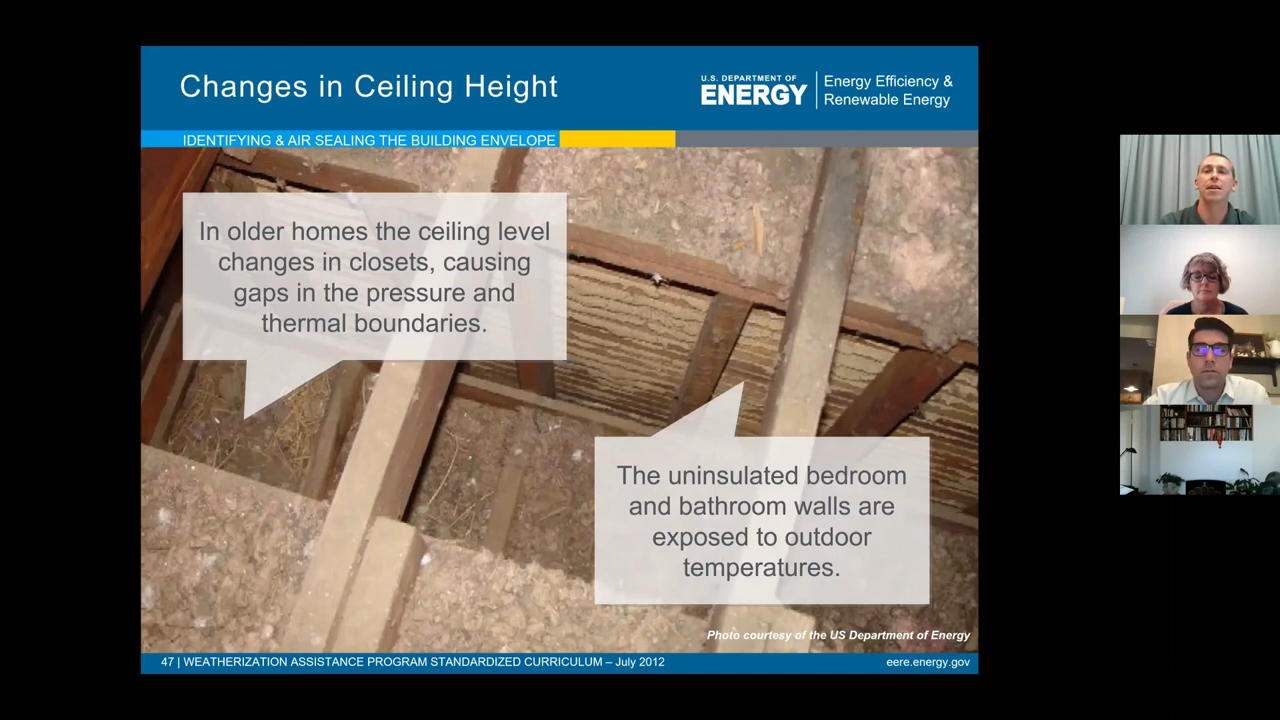 Changes in Ceiling Height
U.S. DEPARTMENT OF
ENERGY
Energy Efficiency &
Renewable Energy
IDENTIFYING & AIR SEALING THE BUILDING ENVELOPE
In older homes the ceiling level
changes in closets, causing
gaps in the pressure and
thermal boundaries.
The uninsulated bedroom
and bathroom walls are
exposed to outdoor
temperatures.
Photo courtesy of the US Department of Energy
47 | WEATHERIZATION ASSISTANCE PROGRAM STANDARDIZED CURRICULUM – July 2012
eere.energy.gov